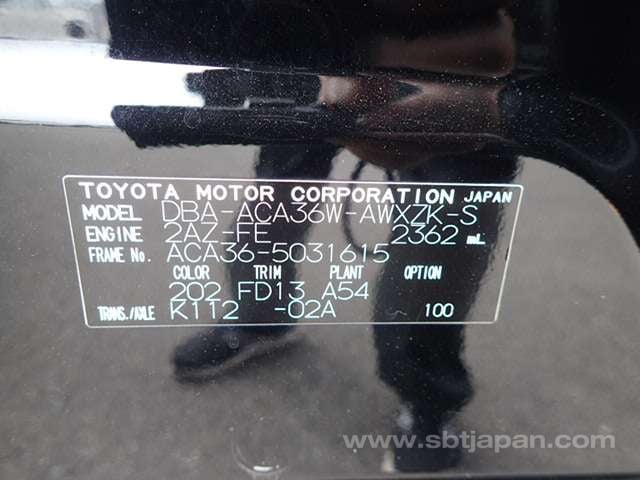 TOYOTA MOTOR CORPORATION JAPAN
MODEL DBA-ACA36W-AWXZK-S
ENGINE 2AZ-FE 2362 mL
FRAME No. ACA36-5031615
COLOR TRIM PLANT OPTION
202 FD13 A54
TRANS./AXLE K112 -02A 100
www.sbtjapan.com